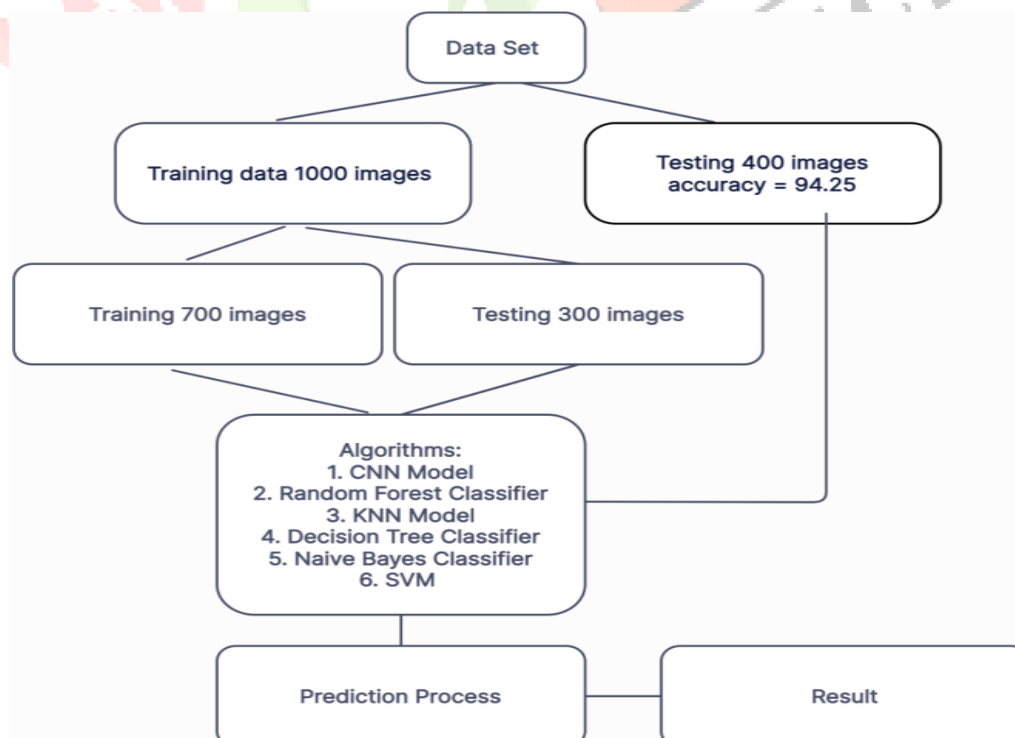 Data Set
Training data 1000 images
Testing 400 images
accuracy = 94.25
Training 700 images
Testing 300 images
Algorithms:
1. CNN Model
2. Random Forest Classifier
3. KNN Model
4. Decision Tree Classifier
5. Naive Bayes Classifier
6. SVM
Prediction Process
Result